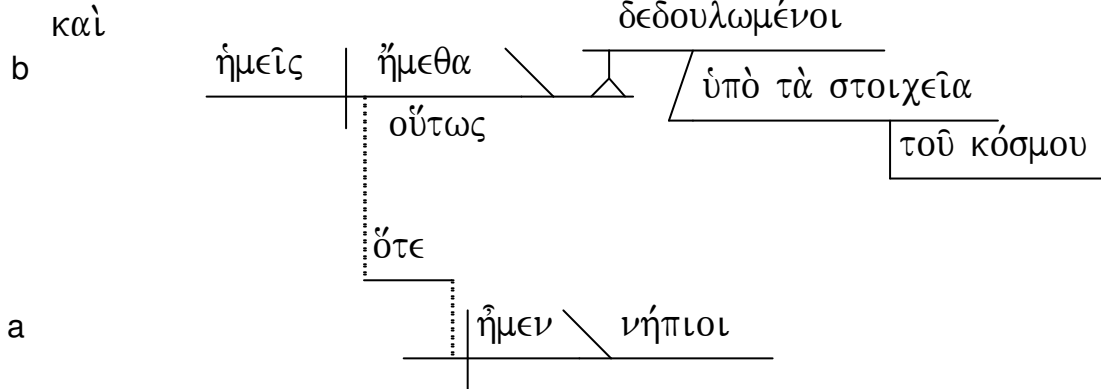 καὶ
δεδουλωμένοι
b
ἡμεῖς ἤμεθα
ὑπὸ τὰ στοιχεῖα
οὕτως
τοῦ κόσμου
ὅτε
a
ἦμεν νήπιοι